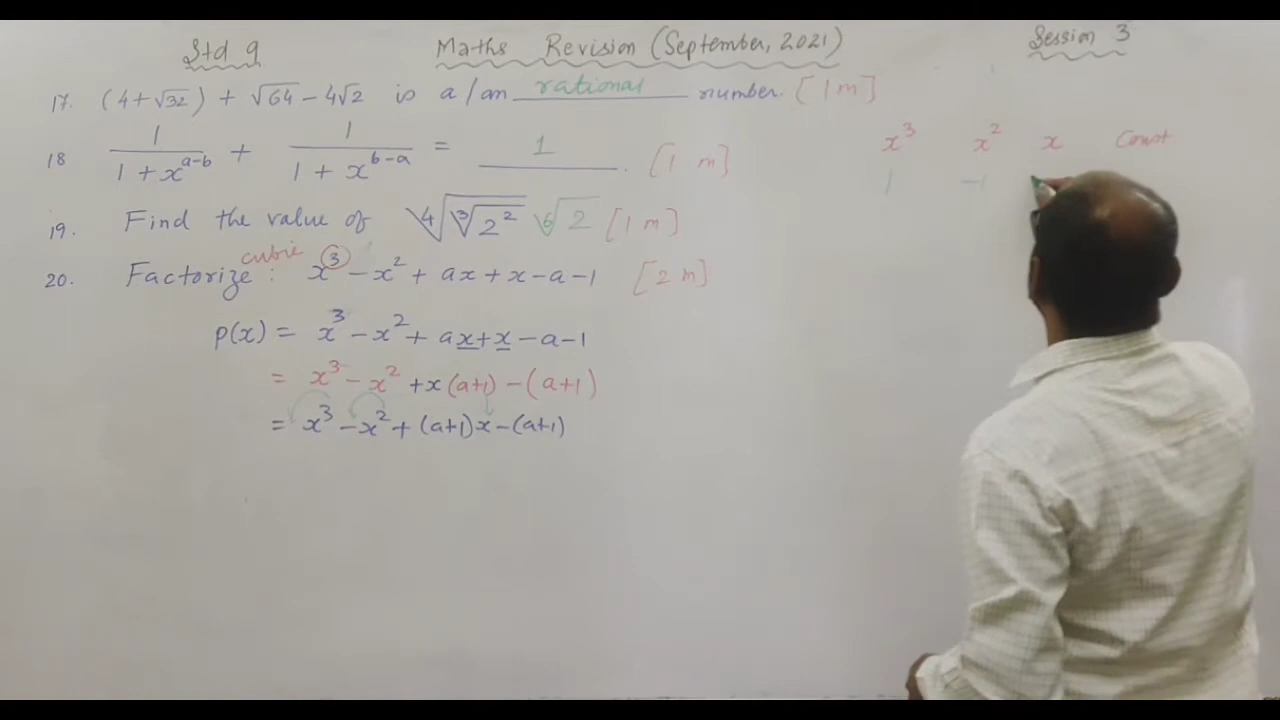 Std 9 Maths Revision (September, 2021) Session 3
17. (4+√32) + √64 - 4√2 is a/an rational number. [1m]
18 1/(1+x^(a-b)) + 1/(1+x^(b-a)) = 1 . [1 m]
19. Find the value of ⁴√(³√(2²)) ⁶√2 [1m]
cubic
20. Factorize : x³ - x² + ax + x - a - 1 [2 m]
p(x) = x³ - x² + ax + x - a - 1
= x³ - x² + x(a+1) - (a+1)
= x³ - x² + (a+1)x - (a+1)
x³ x² x Const
1 -1